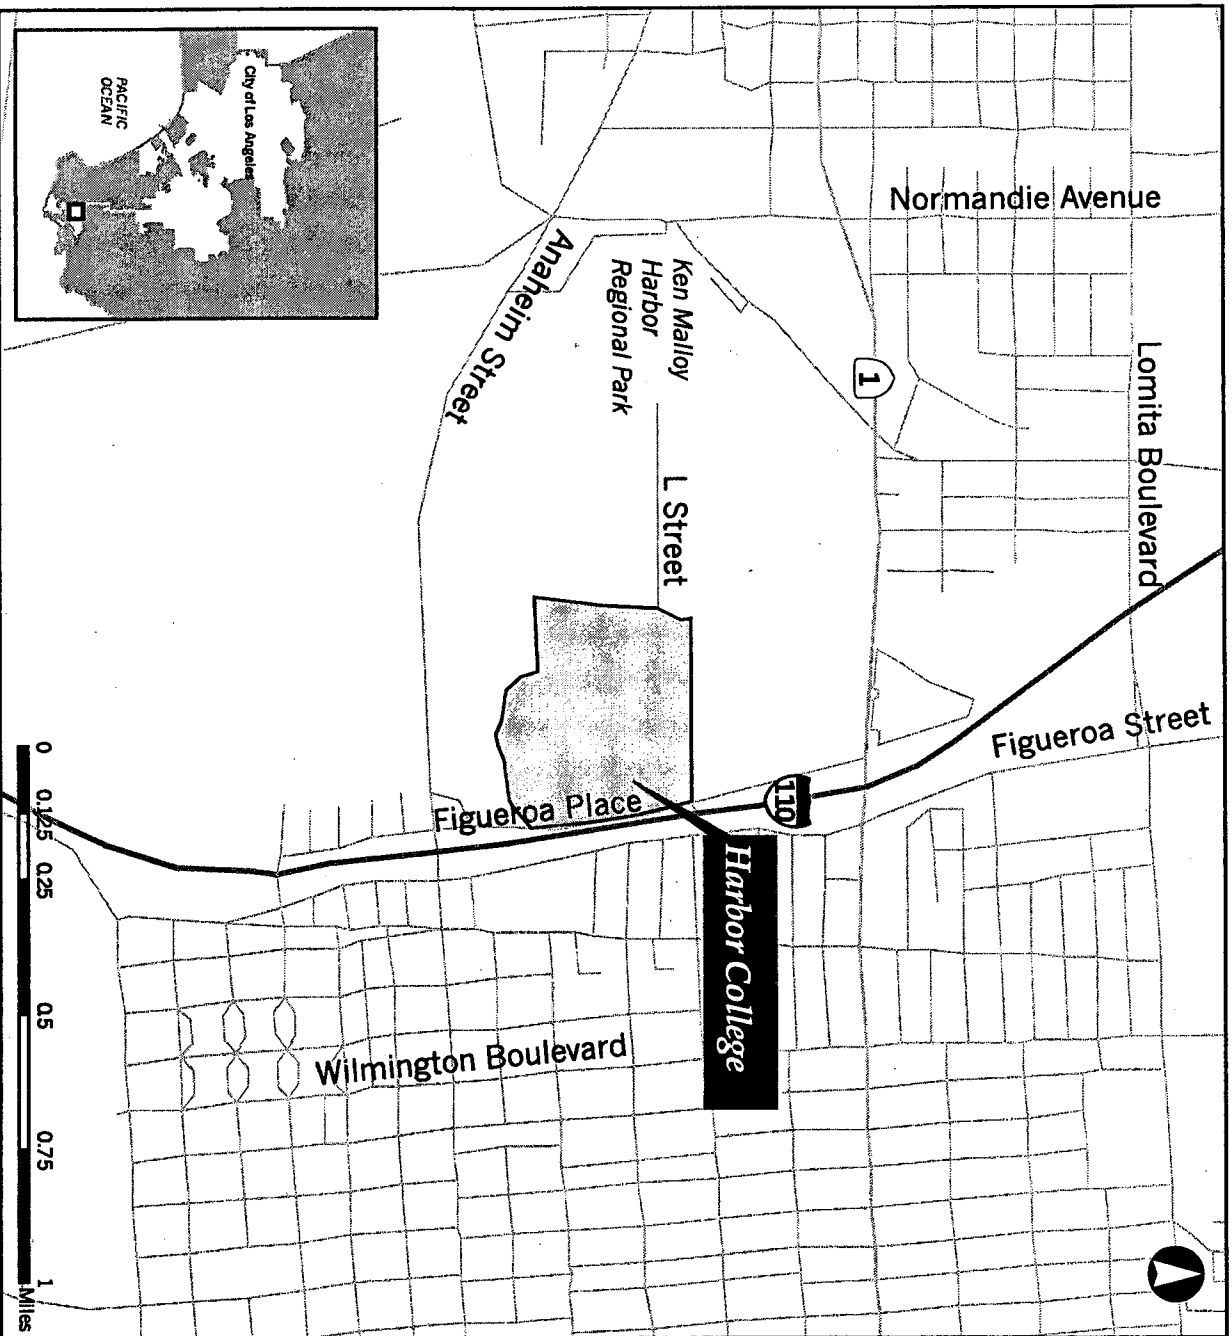 Normandie Avenue
Lomita Boulevard
1
Ken Malloy
Harbor
Regional Park
Anaheim Street
L Street
Figueroa Street
110
Figueroa Place
Harbor College
Wilmington Boulevard
City of Los Angeles
PACIFIC
OCEAN
0 0.125 0.25 0.5 0.75 1
Miles